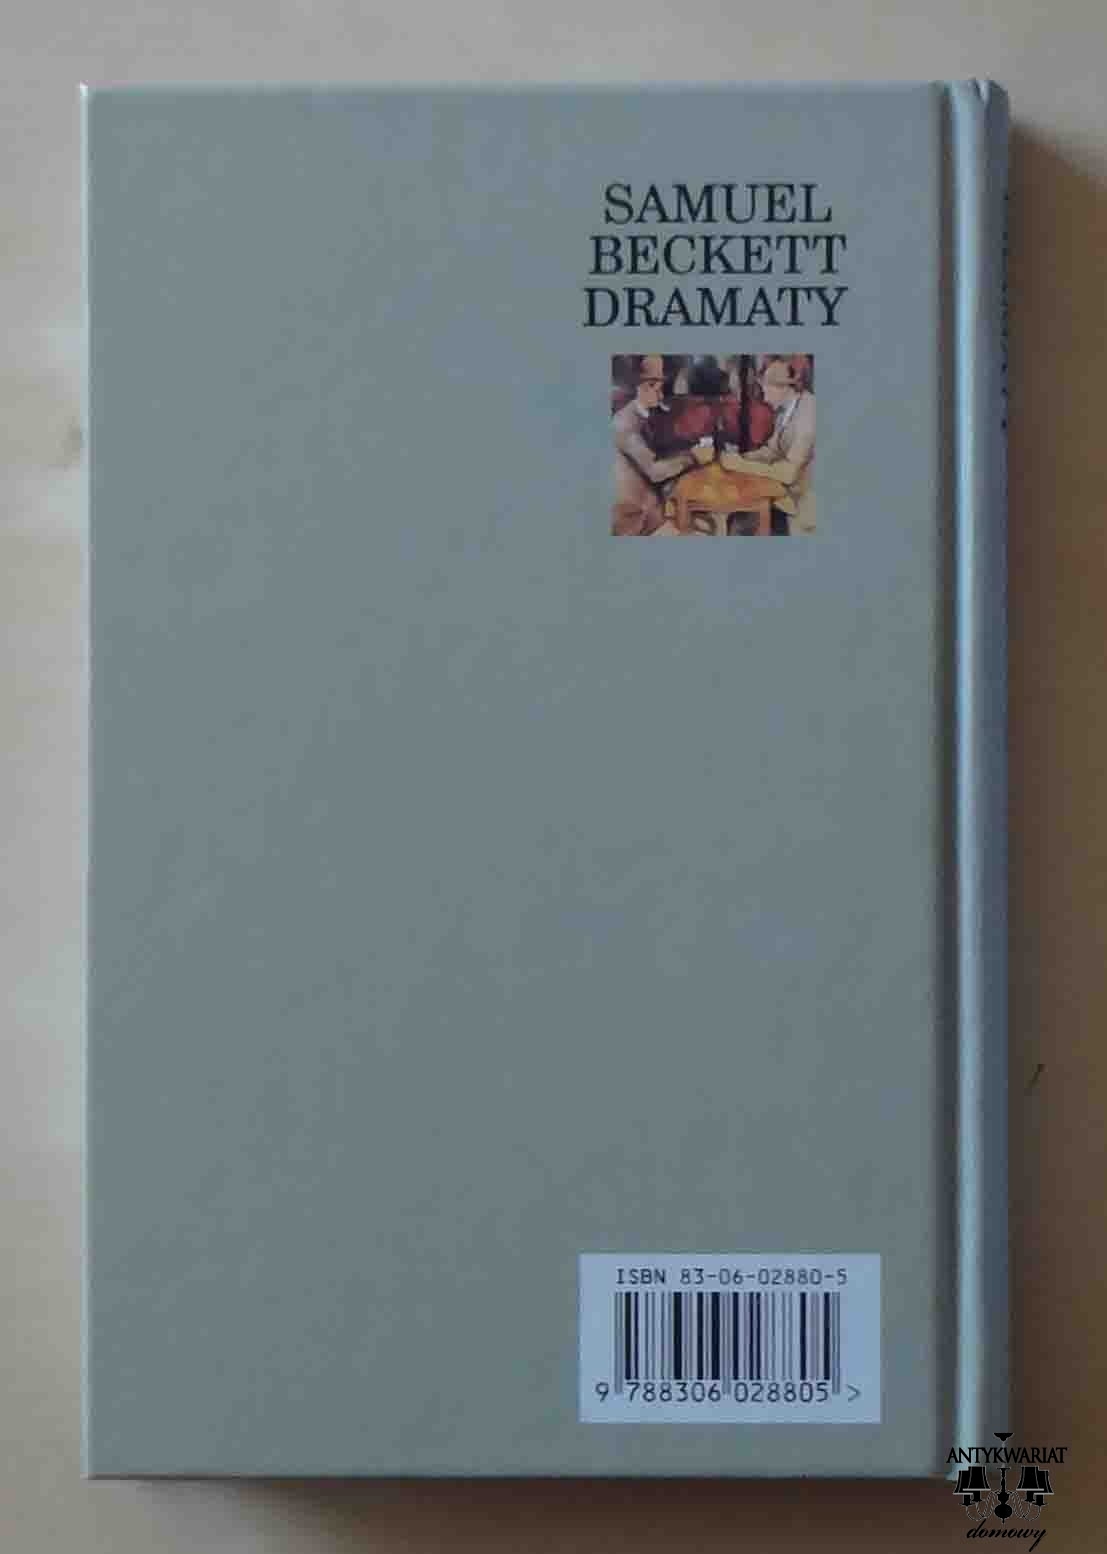 SAMUEL
BECKETT
DRAMATY
ISBN 83-06-02880-5
9 788306 028805 >
ANTYKWARIAT
domowy